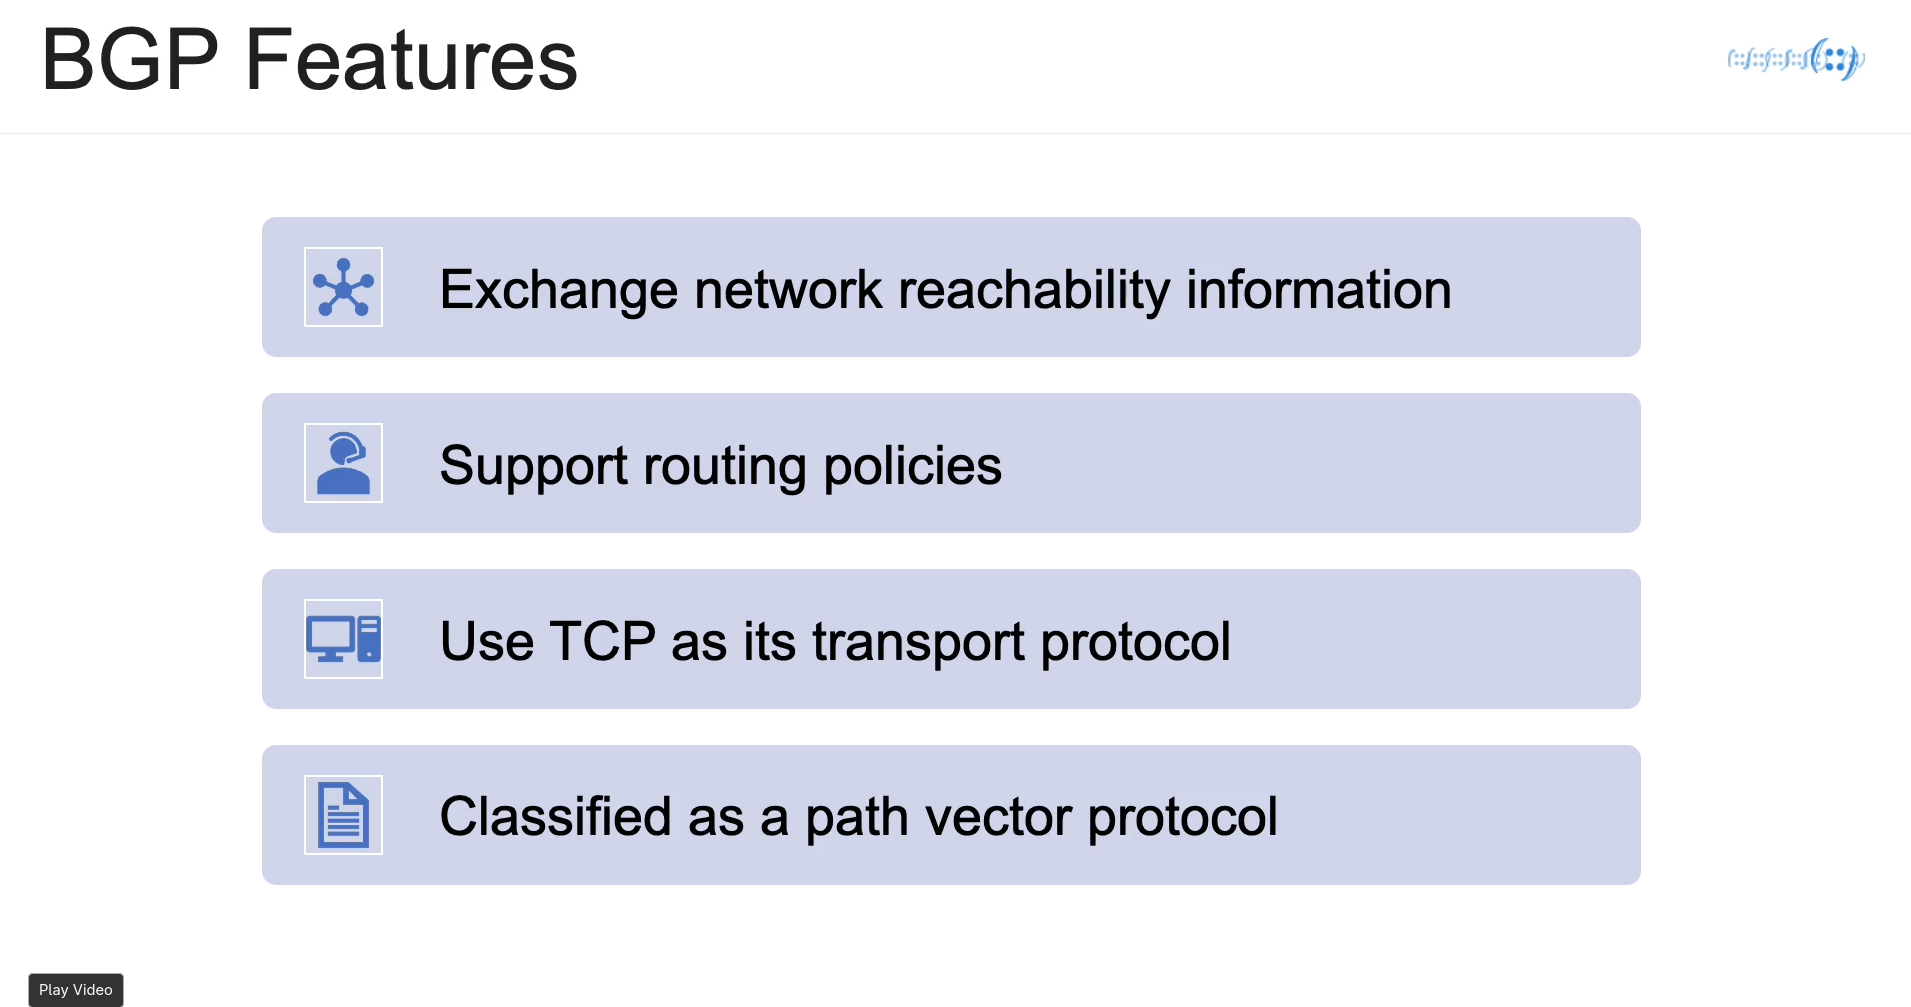 BGP Features
Exchange network reachability information
Support routing policies
Use TCP as its transport protocol
Classified as a path vector protocol
Play Video